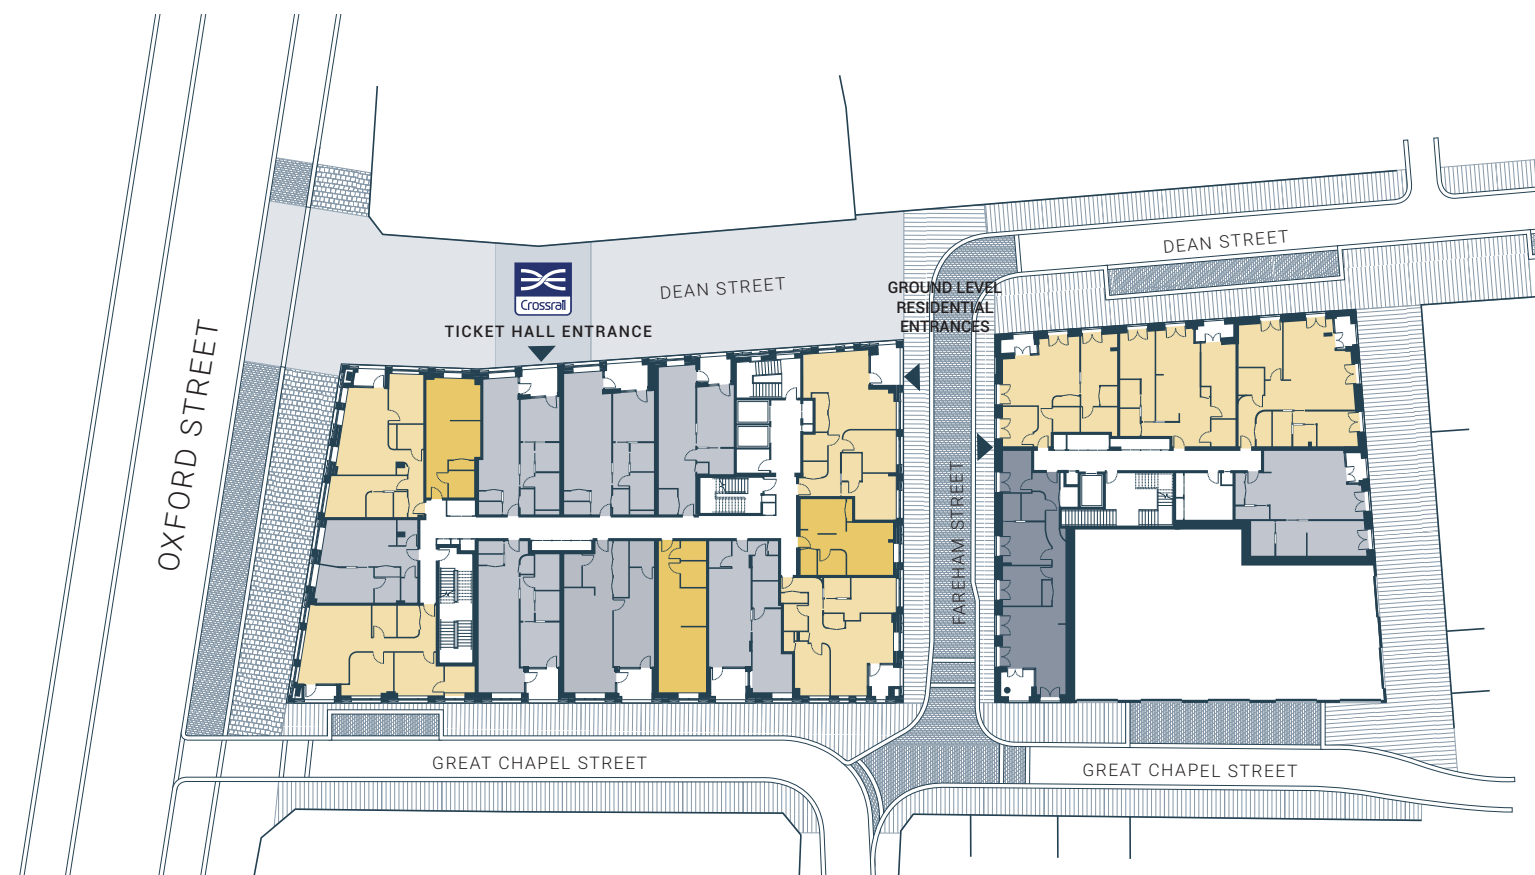 DEAN STREET
Crossrail
DEAN STREET
GROUND LEVEL
RESIDENTIAL
ENTRANCES
TICKET HALL ENTRANCE
OXFORD STREET
FAREHAM STREET
GREAT CHAPEL STREET
GREAT CHAPEL STREET